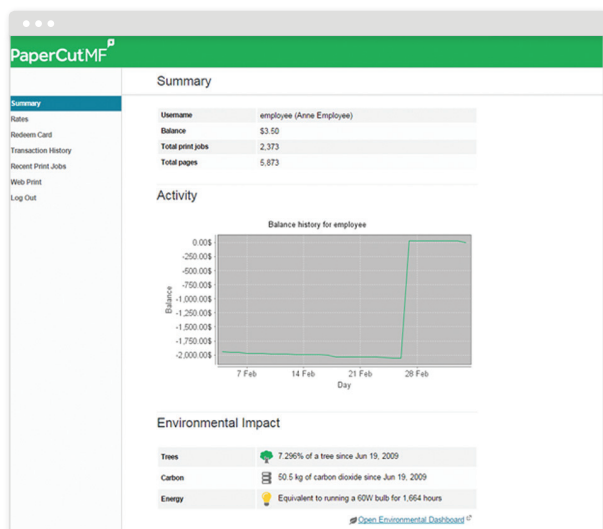 PaperCutMF P
Summary
Summary
Rates
Redeem Card
Transaction History
Recent Print Jobs
Web Print
Log Out
Username employee (Anne Employee)
Balance $3.50
Total print jobs 2,373
Total pages 5,873
Activity
Balance history for employee
0.00$
-250.00$
-500.00$
-750.00$
-1,000.00$
-1,250.00$
-1,500.00$
-1,750.00$
-2,000.00$
Balance
7 Feb 14 Feb 21 Feb 28 Feb
Day
Environmental Impact
Trees 7.296% of a tree since Jun 19, 2009
Carbon 50.5 kg of carbon dioxide since Jun 19, 2009
Energy Equivalent to running a 60W bulb for 1,664 hours
Open Environmental Dashboard